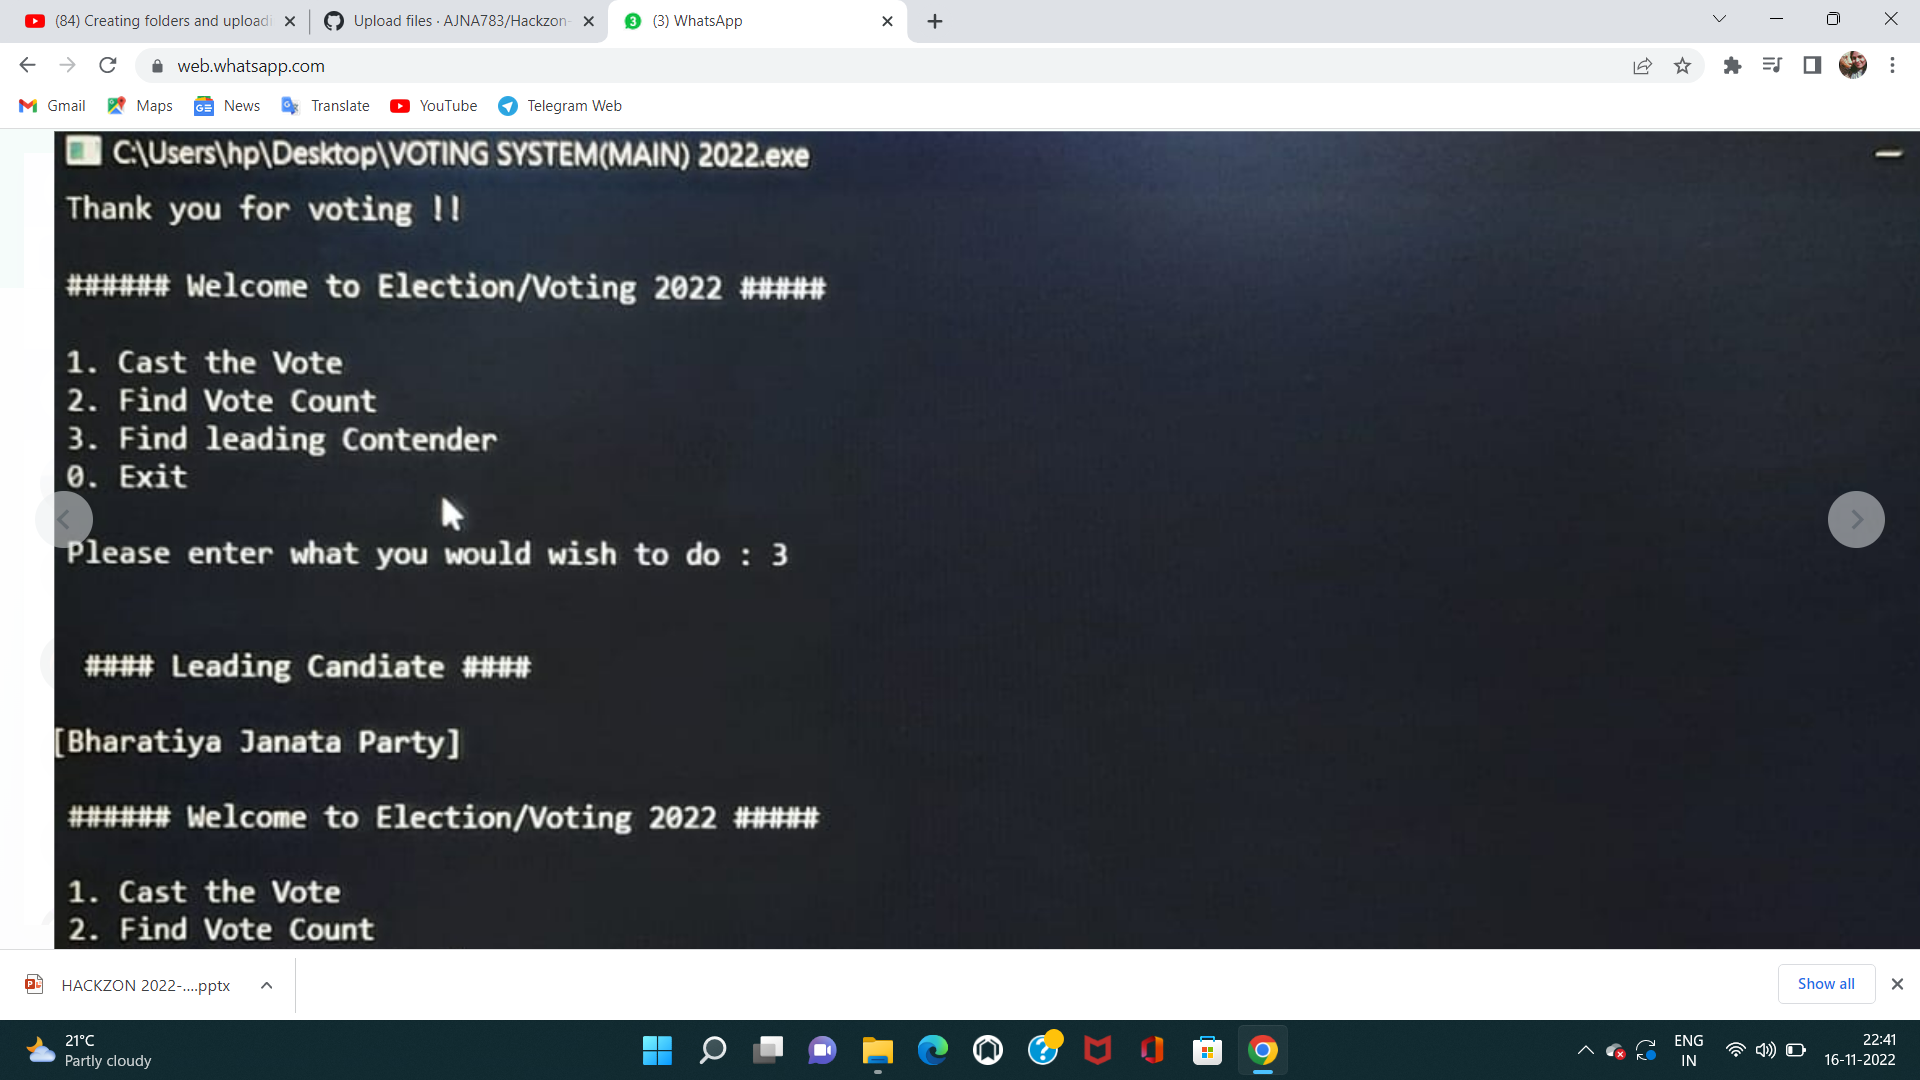 (84) Creating folders and uploadi
Upload files · AJNA783/Hackzon-
3
(3) WhatsApp
web.whatsapp.com
Gmail
Maps
News
Translate
YouTube
Telegram Web
C:\Users\hp\Desktop\VOTING SYSTEM(MAIN) 2022.exe
Thank you for voting !!
###### Welcome to Election/Voting 2022 #####
1. Cast the Vote
2. Find Vote Count
3. Find leading Contender
0. Exit
Please enter what you would wish to do : 3
#### Leading Candiate ####
[Bharatiya Janata Party]
###### Welcome to Election/Voting 2022 #####
1. Cast the Vote
2. Find Vote Count
HACKZON 2022-....pptx
Show all
21°C
Partly cloudy
ENG
IN
22:41
16-11-2022